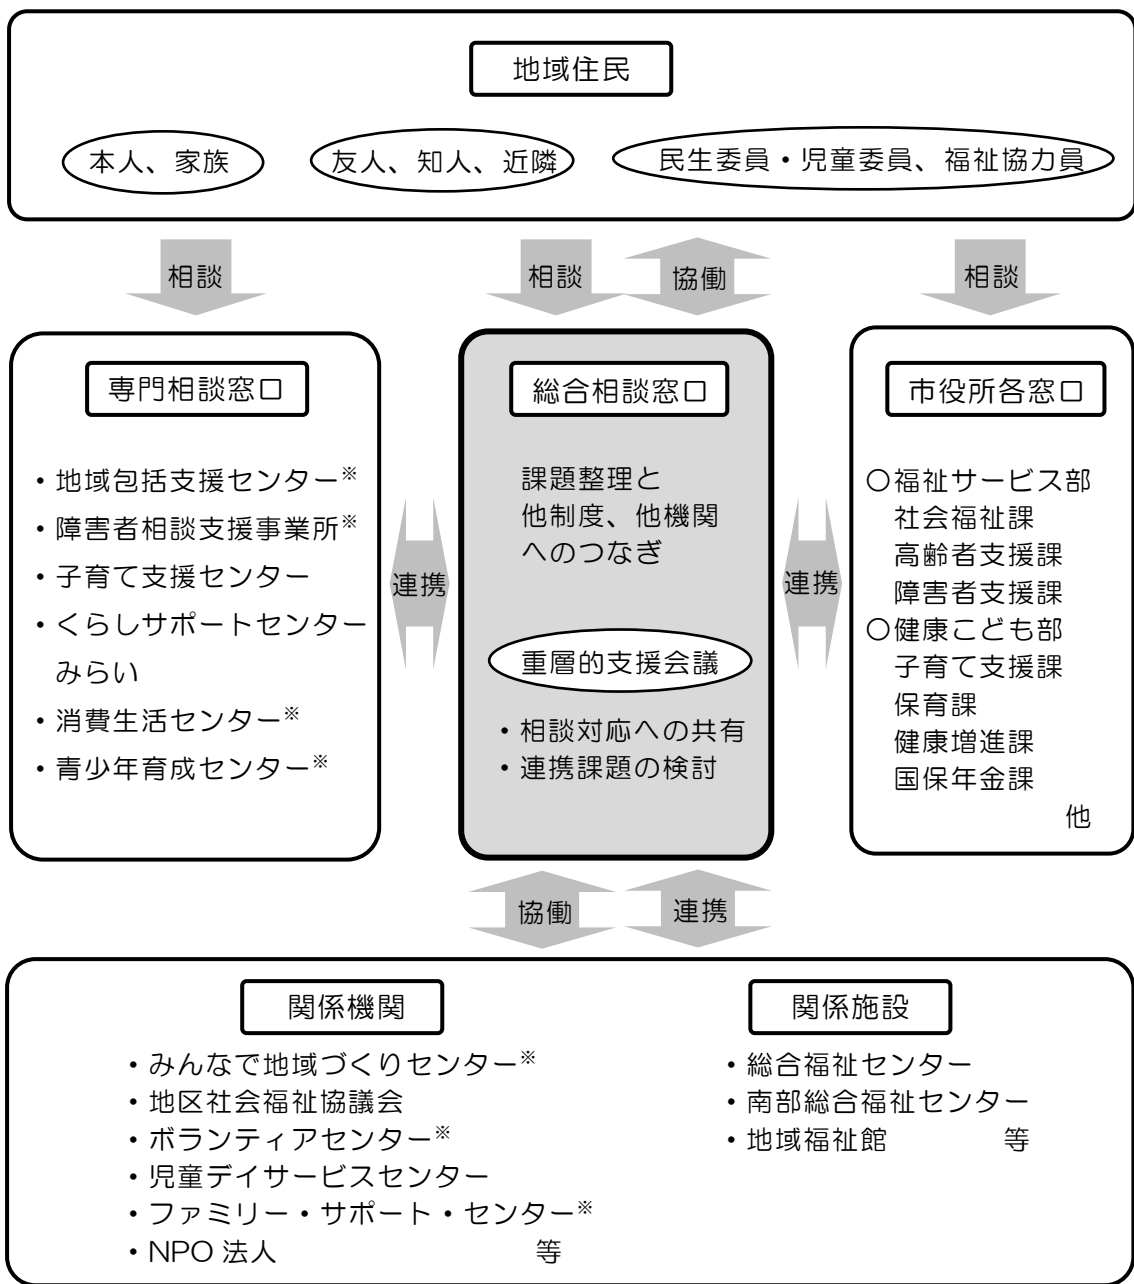 地域住民
本人、家族
友人、知人、近隣
民生委員・児童委員、福祉協力員
相談
相談
協働
相談
専門相談窓口
・地域包括支援センター※
・障害者相談支援事業所※
・子育て支援センター
・くらしサポートセンター
みらい
・消費生活センター※
・青少年育成センター※
連携
総合相談窓口
課題整理と
他制度、他機関
へのつなぎ
重層的支援会議
・相談対応への共有
・連携課題の検討
連携
市役所各窓口
〇福祉サービス部
社会福祉課
高齢者支援課
障害者支援課
〇健康こども部
子育て支援課
保育課
健康増進課
国保年金課
他
協働
連携
関係機関
・みんなで地域づくりセンター※
・地区社会福祉協議会
・ボランティアセンター※
・児童デイサービスセンター
・ファミリー・サポート・センター※
・NPO 法人 等
関係施設
・総合福祉センター
・南部総合福祉センター
・地域福祉館 等